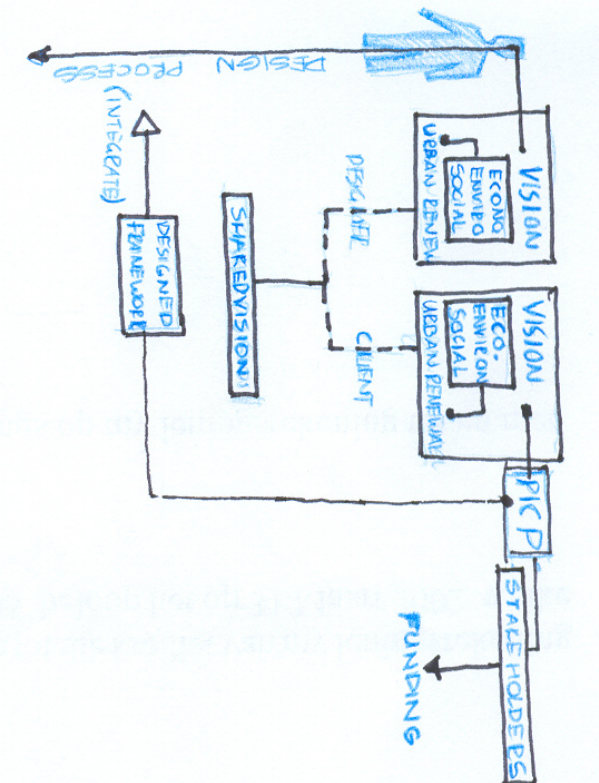 VISION
ECONO
ENVIRO
SOCIAL
URBAN RENEW
VISION
ECO.
ENVIRON
SOCIAL
URBAN RENEWAL
PICP
STAKEHOLDERS
FUNDING
DESIGNER
CLIENT
SHARED VISION
DESIGNED
FRAMEWORK
(INTEGRATE)
DESIGN PROCESS